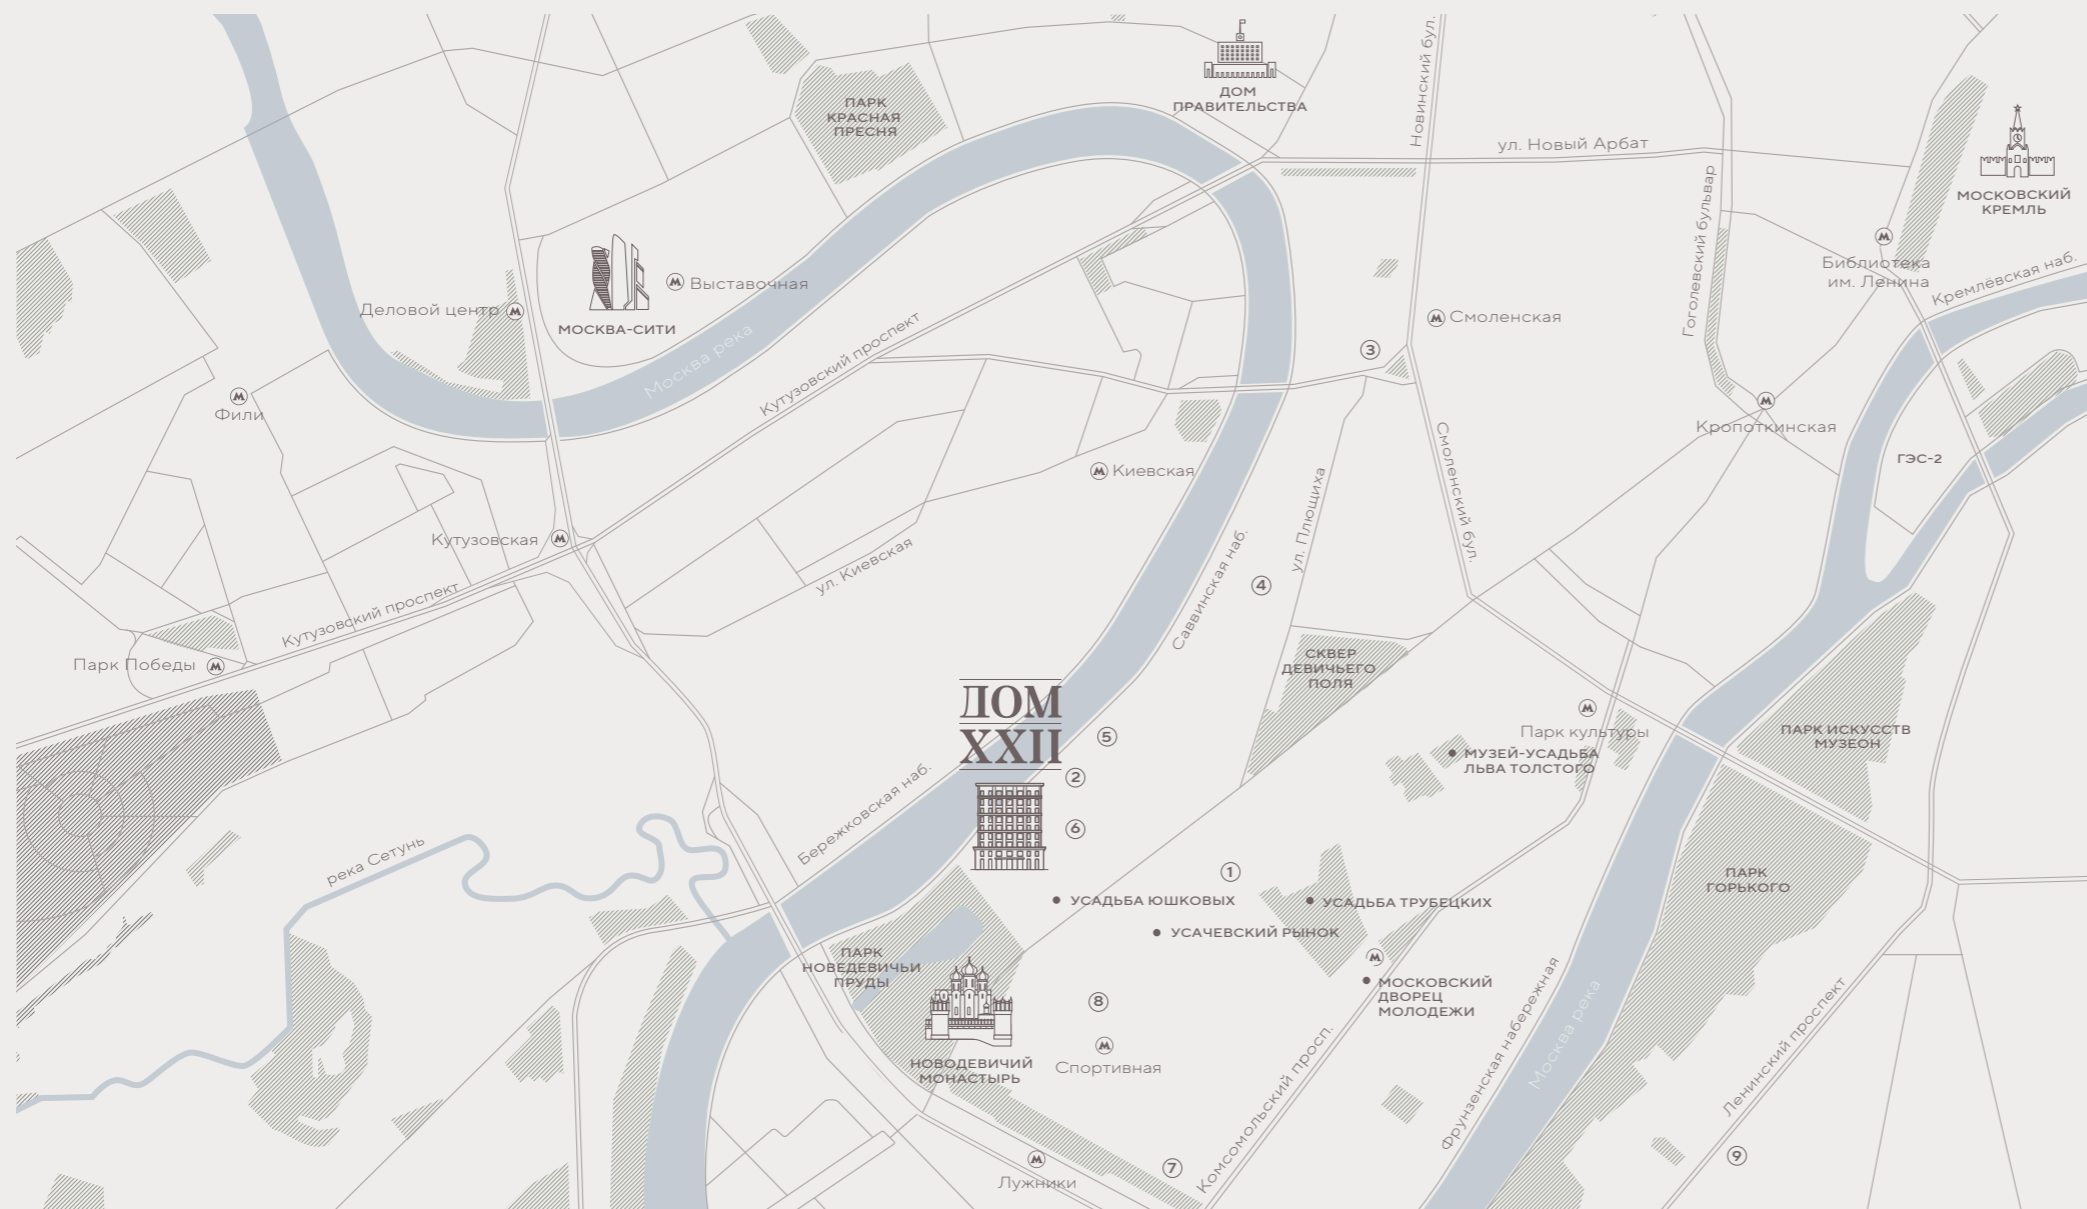 ДОМ
ПРАВИТЕЛЬСТВА
Новинский бул.
ПАРК
КРАСНАЯ
ПРЕСНЯ
ул. Новый Арбат
Гоголевский бульвар
МОСКОВСКИЙ
КРЕМЛЬ
М
Библиотека
им. Ленина
Кремлёвская наб.
М
Выставочная
Деловой центр
М
МОСКВА-СИТИ
Москва река
Кутузовский проспект
М
Смоленская
3
М
Фили
М
Кропоткинская
ГЭС-2
М
Киевская
Смоленский бул.
ул. Плющиха
Саввинская наб.
4
Кутузовская
М
ул. Киевская
Кутузовский проспект
Парк Победы
М
СКВЕР
ДЕВИЧЬЕГО
ПОЛЯ
ДОМ
XXII
5
2
6
М
Парк культуры
МУЗЕЙ-УСАДЬБА
ЛЬВА ТОЛСТОГО
ПАРК ИСКУССТВ
МУЗЕОН
Бережковская наб.
река Сетунь
1
ПАРК
ГОРЬКОГО
УСАДЬБА ЮШКОВЫХ
УСАДЬБА ТРУБЕЦКИХ
УСАЧЕВСКИЙ РЫНОК
ПАРК
НОВЕДЕВИЧЬИ
ПРУДЫ
М
МОСКОВСКИЙ
ДВОРЕЦ
МОЛОДЕЖИ
8
М
Спортивная
НОВОДЕВИЧИЙ
МОНАСТЫРЬ
Комсомольский просп.
Фрунзенская набережная
Москва река
Ленинский проспект
М
Лужники
7
9